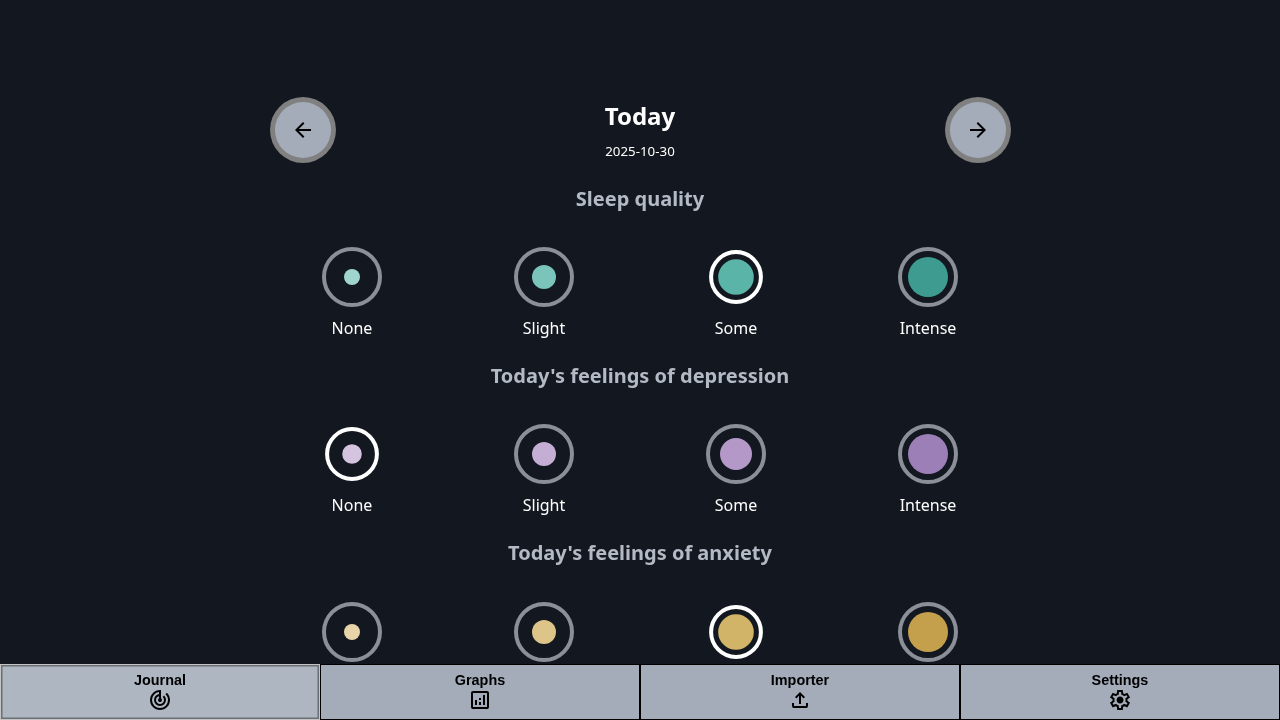 Today
2025-10-30
Sleep quality
None Slight Some Intense
Today's feelings of depression
None Slight Some Intense
Today's feelings of anxiety
Journal Graphs Importer Settings